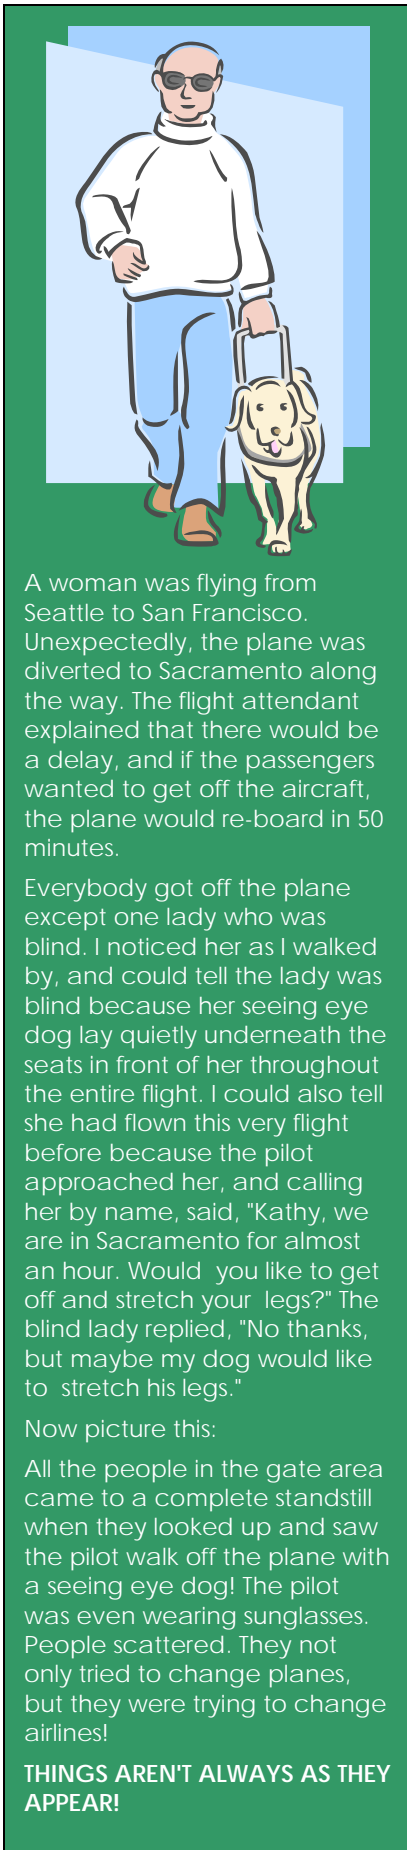 A woman was flying from
Seattle to San Francisco.
Unexpectedly, the plane was
diverted to Sacramento along
the way. The flight attendant
explained that there would be
a delay, and if the passengers
wanted to get off the aircraft,
the plane would re-board in 50
minutes.
Everybody got off the plane
except one lady who was
blind. I noticed her as I walked
by, and could tell the lady was
blind because her seeing eye
dog lay quietly underneath the
seats in front of her throughout
the entire flight. I could also tell
she had flown this very flight
before because the pilot
approached her, and calling
her by name, said, "Kathy, we
are in Sacramento for almost
an hour. Would  you like to get
off and stretch your  legs?" The
blind lady replied, "No thanks,
but maybe my dog would like
to  stretch his legs."
Now picture this:
All the people in the gate area
came to a complete standstill
when they looked up and saw
the pilot walk off the plane with
a seeing eye dog! The pilot
was even wearing sunglasses.
People scattered. They not
only tried to change planes,
but they were trying to change
airlines!
THINGS AREN'T ALWAYS AS THEY
APPEAR!